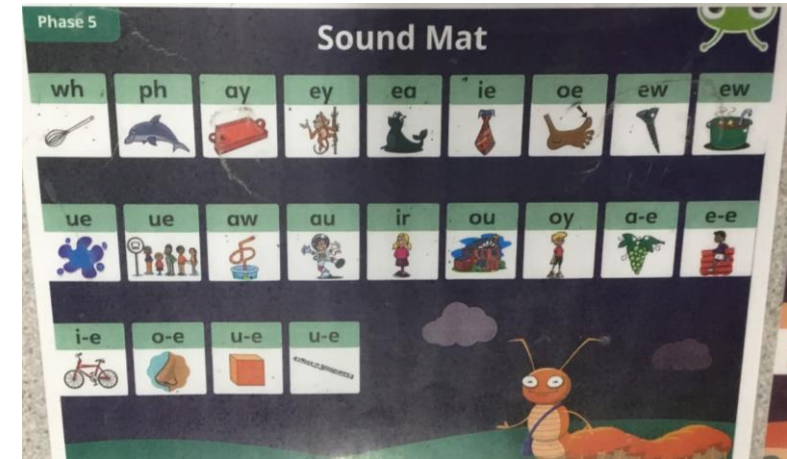 Phase 5
Sound Mat
wh ph ay ey ea ie oe ew ew
ue ue aw au ir ou oy a-e e-e
i-e o-e u-e u-e